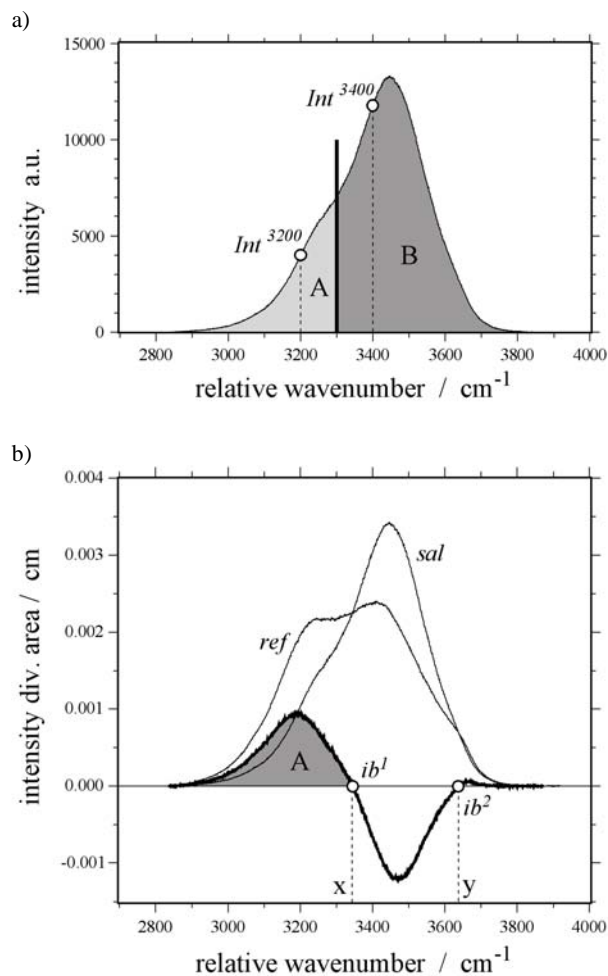 a)
15000
10000
5000
0
intensity a.u.
Int 3400
Int 3200
A
B
2800 3000 3200 3400 3600 3800 4000
relative wavenumber / cm-1
b)
0.004
0.003
0.002
0.001
0.000
-0.001
intensity div. area / cm
sal
ref
A
ib1
ib2
x
y
2800 3000 3200 3400 3600 3800 4000
relative wavenumber / cm-1